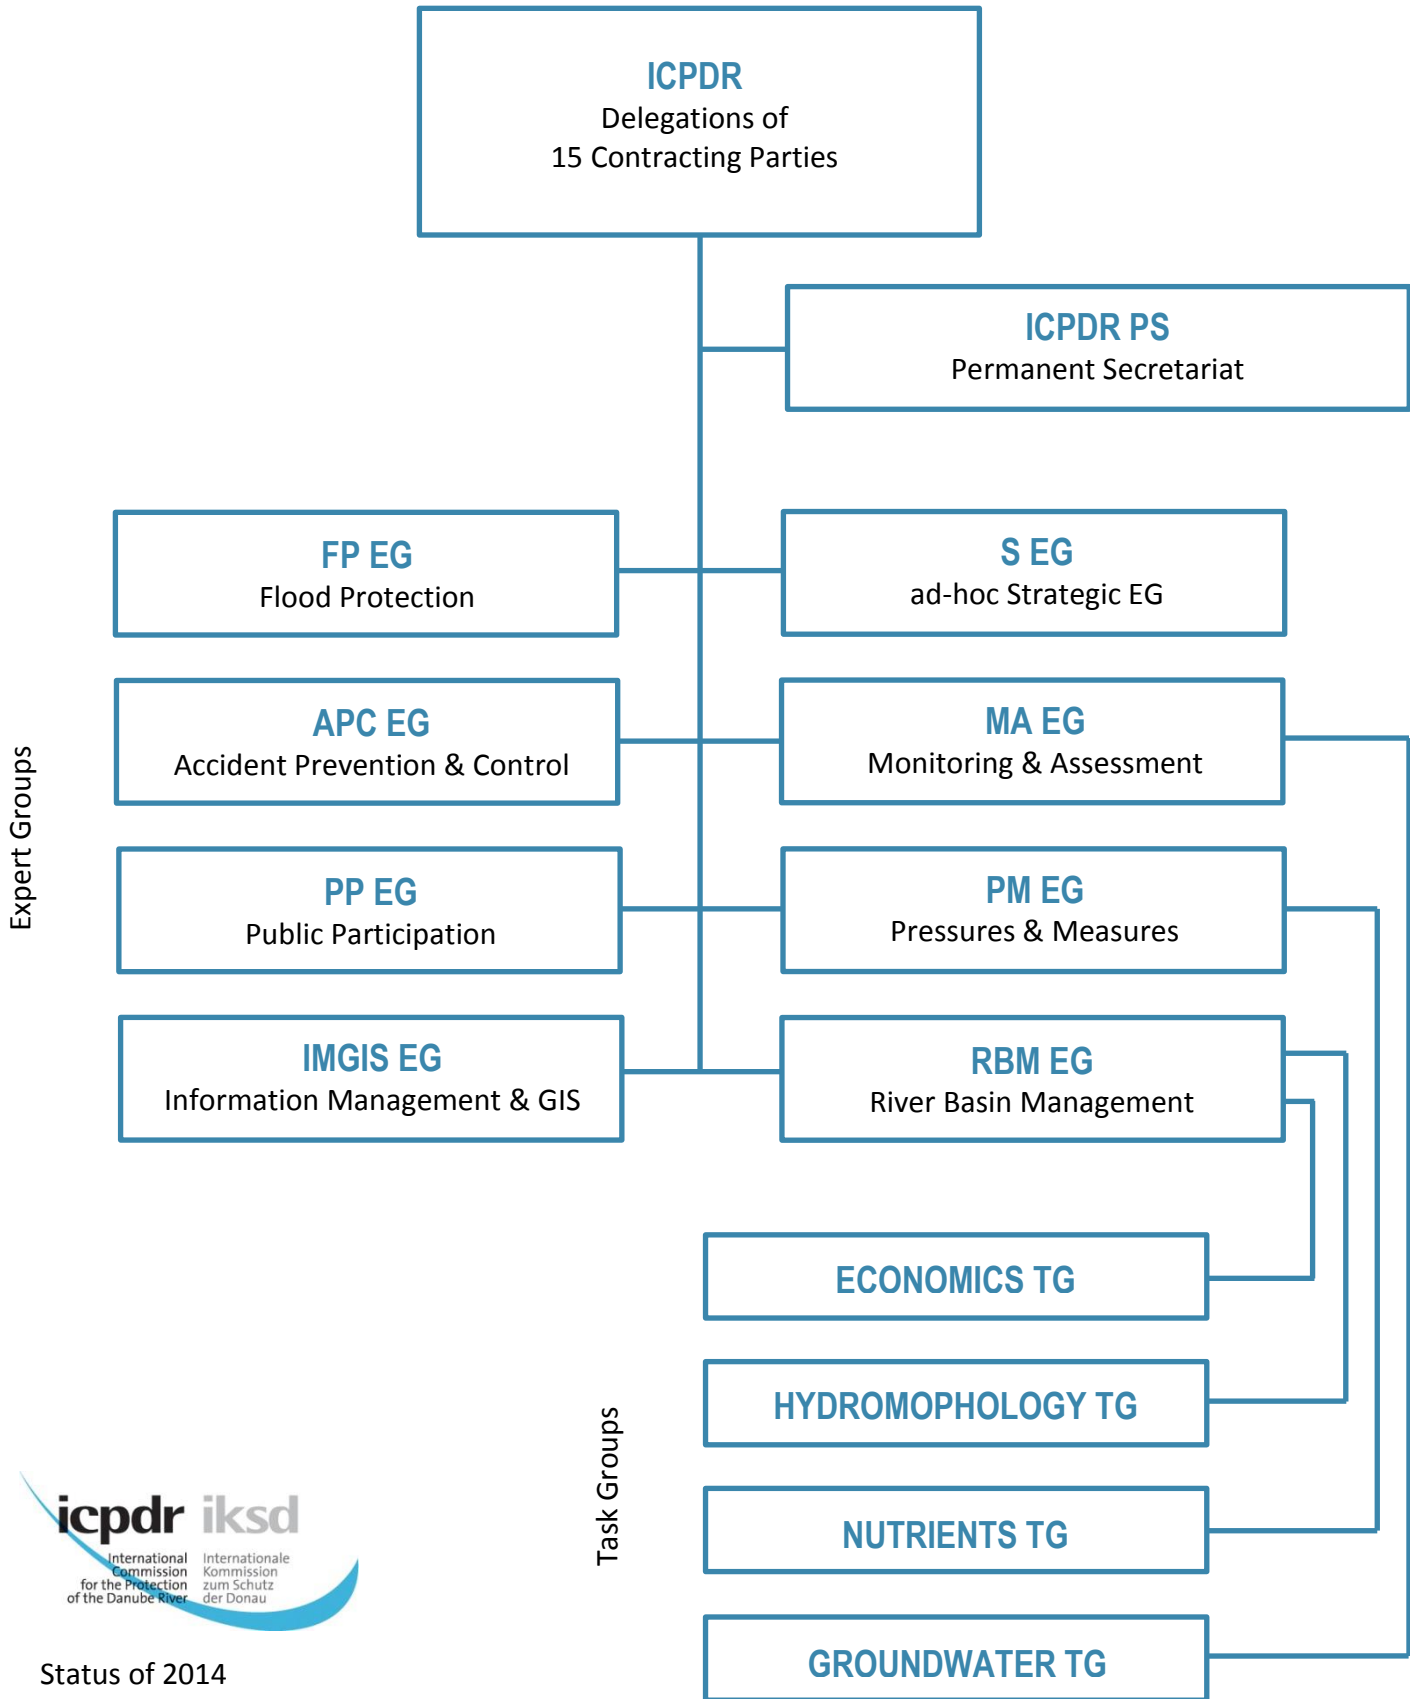 ICPDR
Delegations of
15 Contracting Parties
ICPDR PS
Permanent Secretariat
Expert Groups
FP EG
Flood Protection
S EG
ad-hoc Strategic EG
APC EG
Accident Prevention & Control
MA EG
Monitoring & Assessment
PP EG
Public Participation
PM EG
Pressures & Measures
IMGIS EG
Information Management & GIS
RBM EG
River Basin Management
Task Groups
ECONOMICS TG
HYDROMOPHOLOGY TG
NUTRIENTS TG
GROUNDWATER TG
icpdr iksd
International
Commission
for the Protection
of the Danube River
Internationale
Kommission
zum Schutz
der Donau
Status of 2014